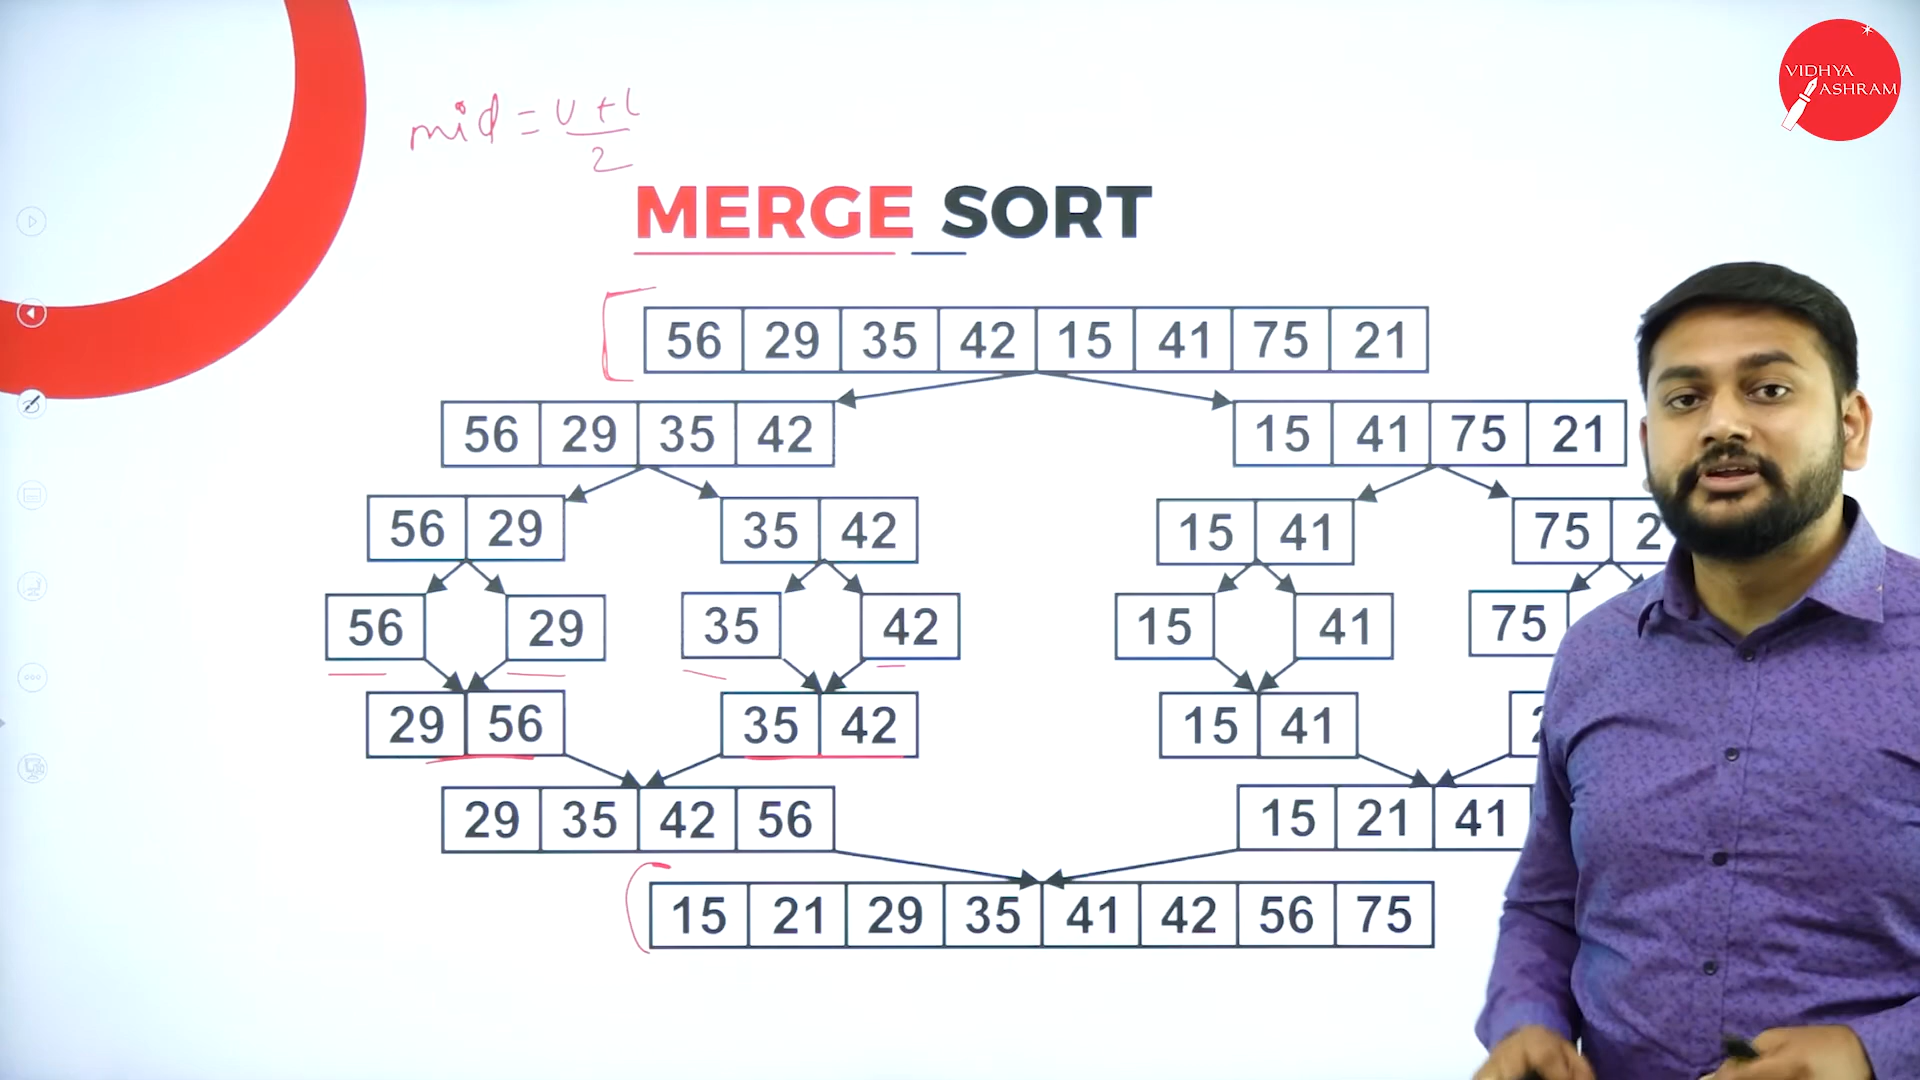 VIDHYA
ASHRAM
mid = U + L
2
MERGE SORT
56 29 35 42 15 41 75 21
56 29 35 42 15 41 75 21
56 29 35 42 15 41 75
56 29 35 42 15 41 75
29 56 35 42 15 41
29 35 42 56 15 21 41
15 21 29 35 41 42 56 75